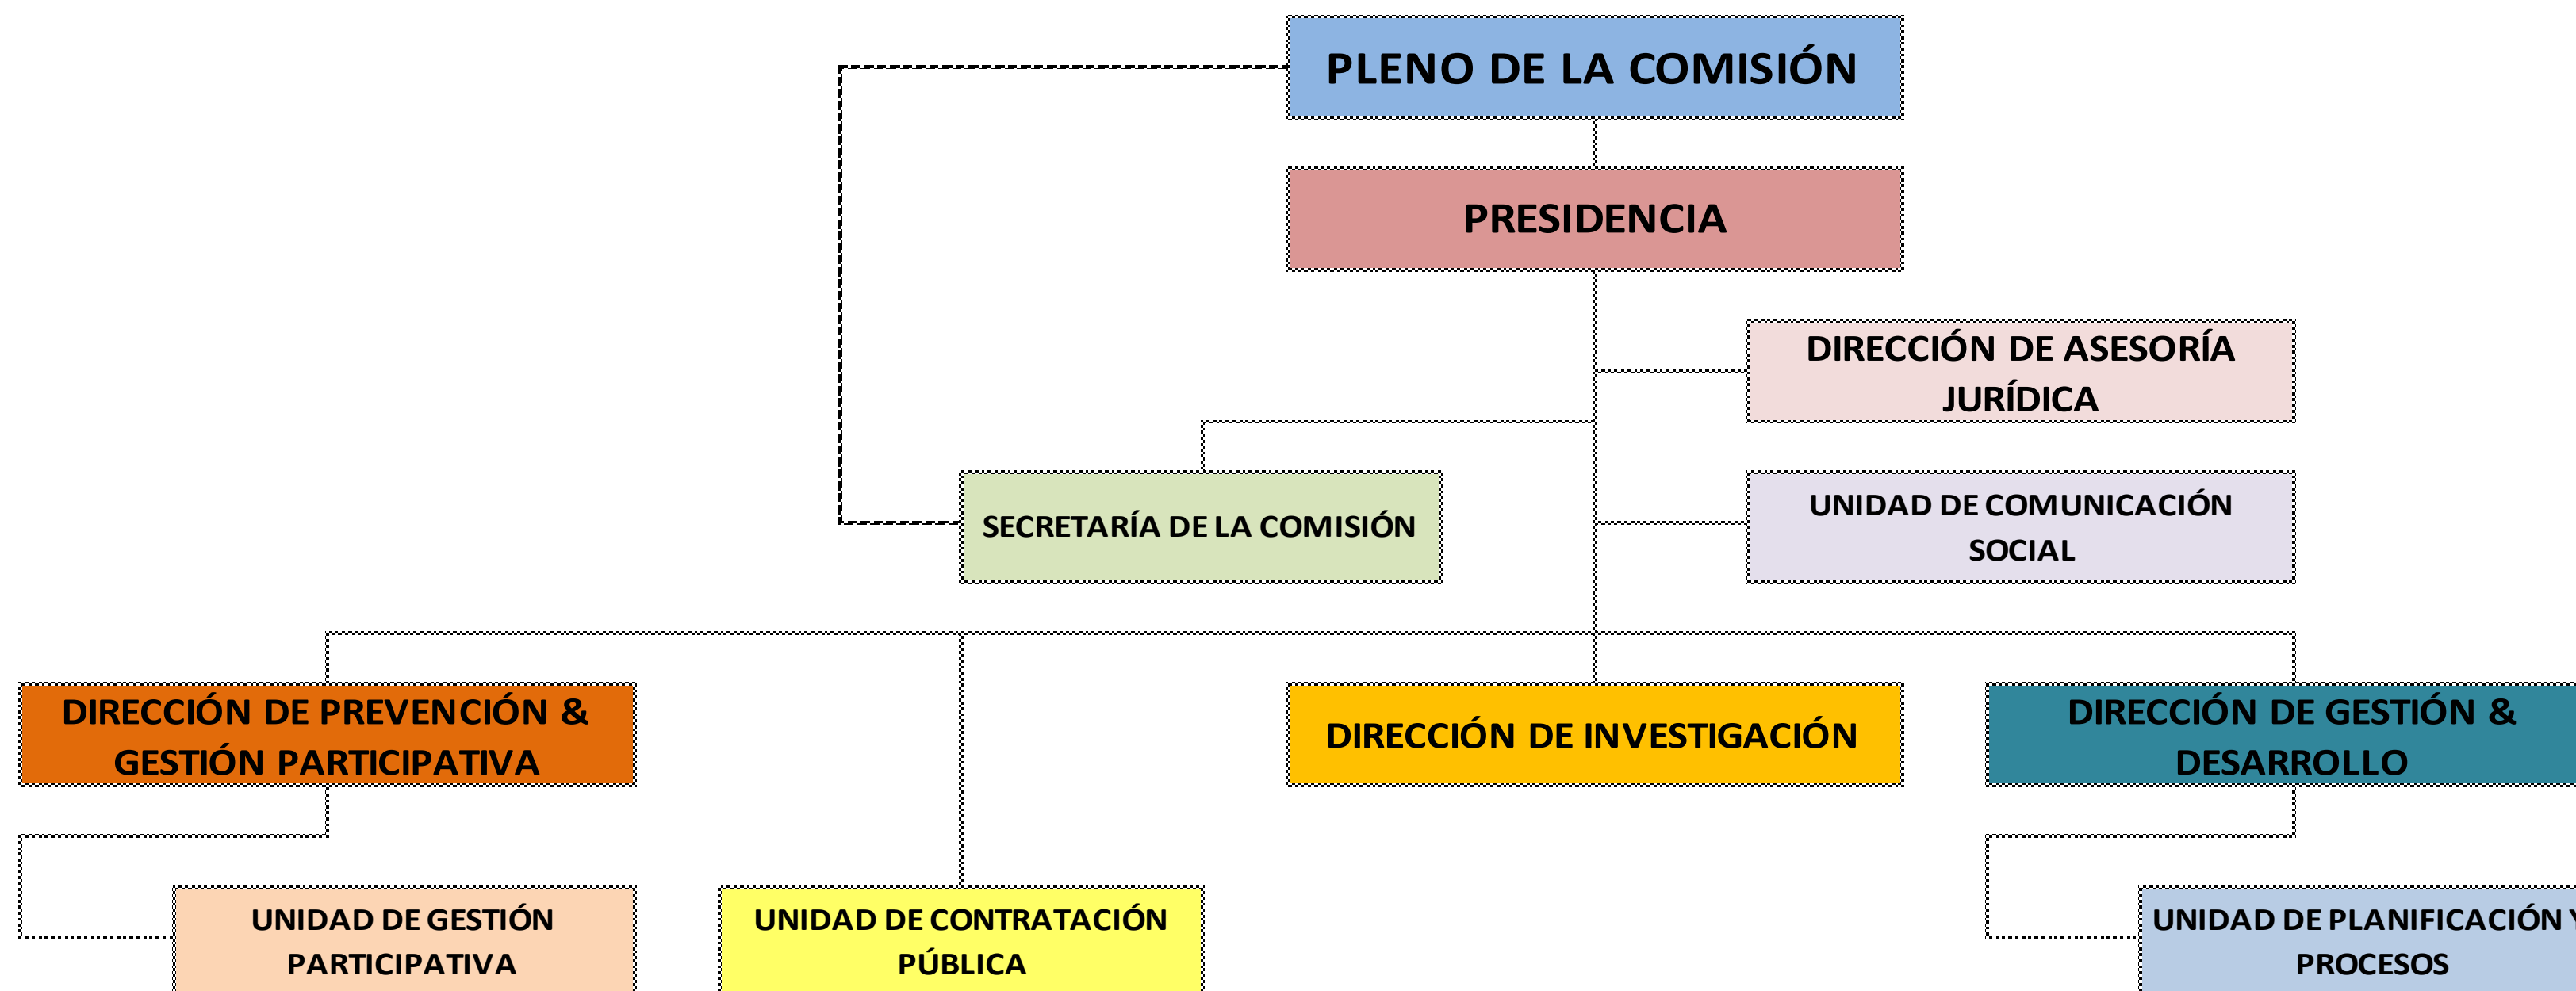 PLENO DE LA COMISIÓN
PRESIDENCIA
DIRECCIÓN DE ASESORÍA
JURÍDICA
SECRETARÍA DE LA COMISIÓN
UNIDAD DE COMUNICACIÓN
SOCIAL
DIRECCIÓN DE PREVENCIÓN &
GESTIÓN PARTICIPATIVA
DIRECCIÓN DE INVESTIGACIÓN
DIRECCIÓN DE GESTIÓN &
DESARROLLO
UNIDAD DE GESTIÓN
PARTICIPATIVA
UNIDAD DE CONTRATACIÓN
PÚBLICA
UNIDAD DE PLANIFICACIÓN Y
PROCESOS